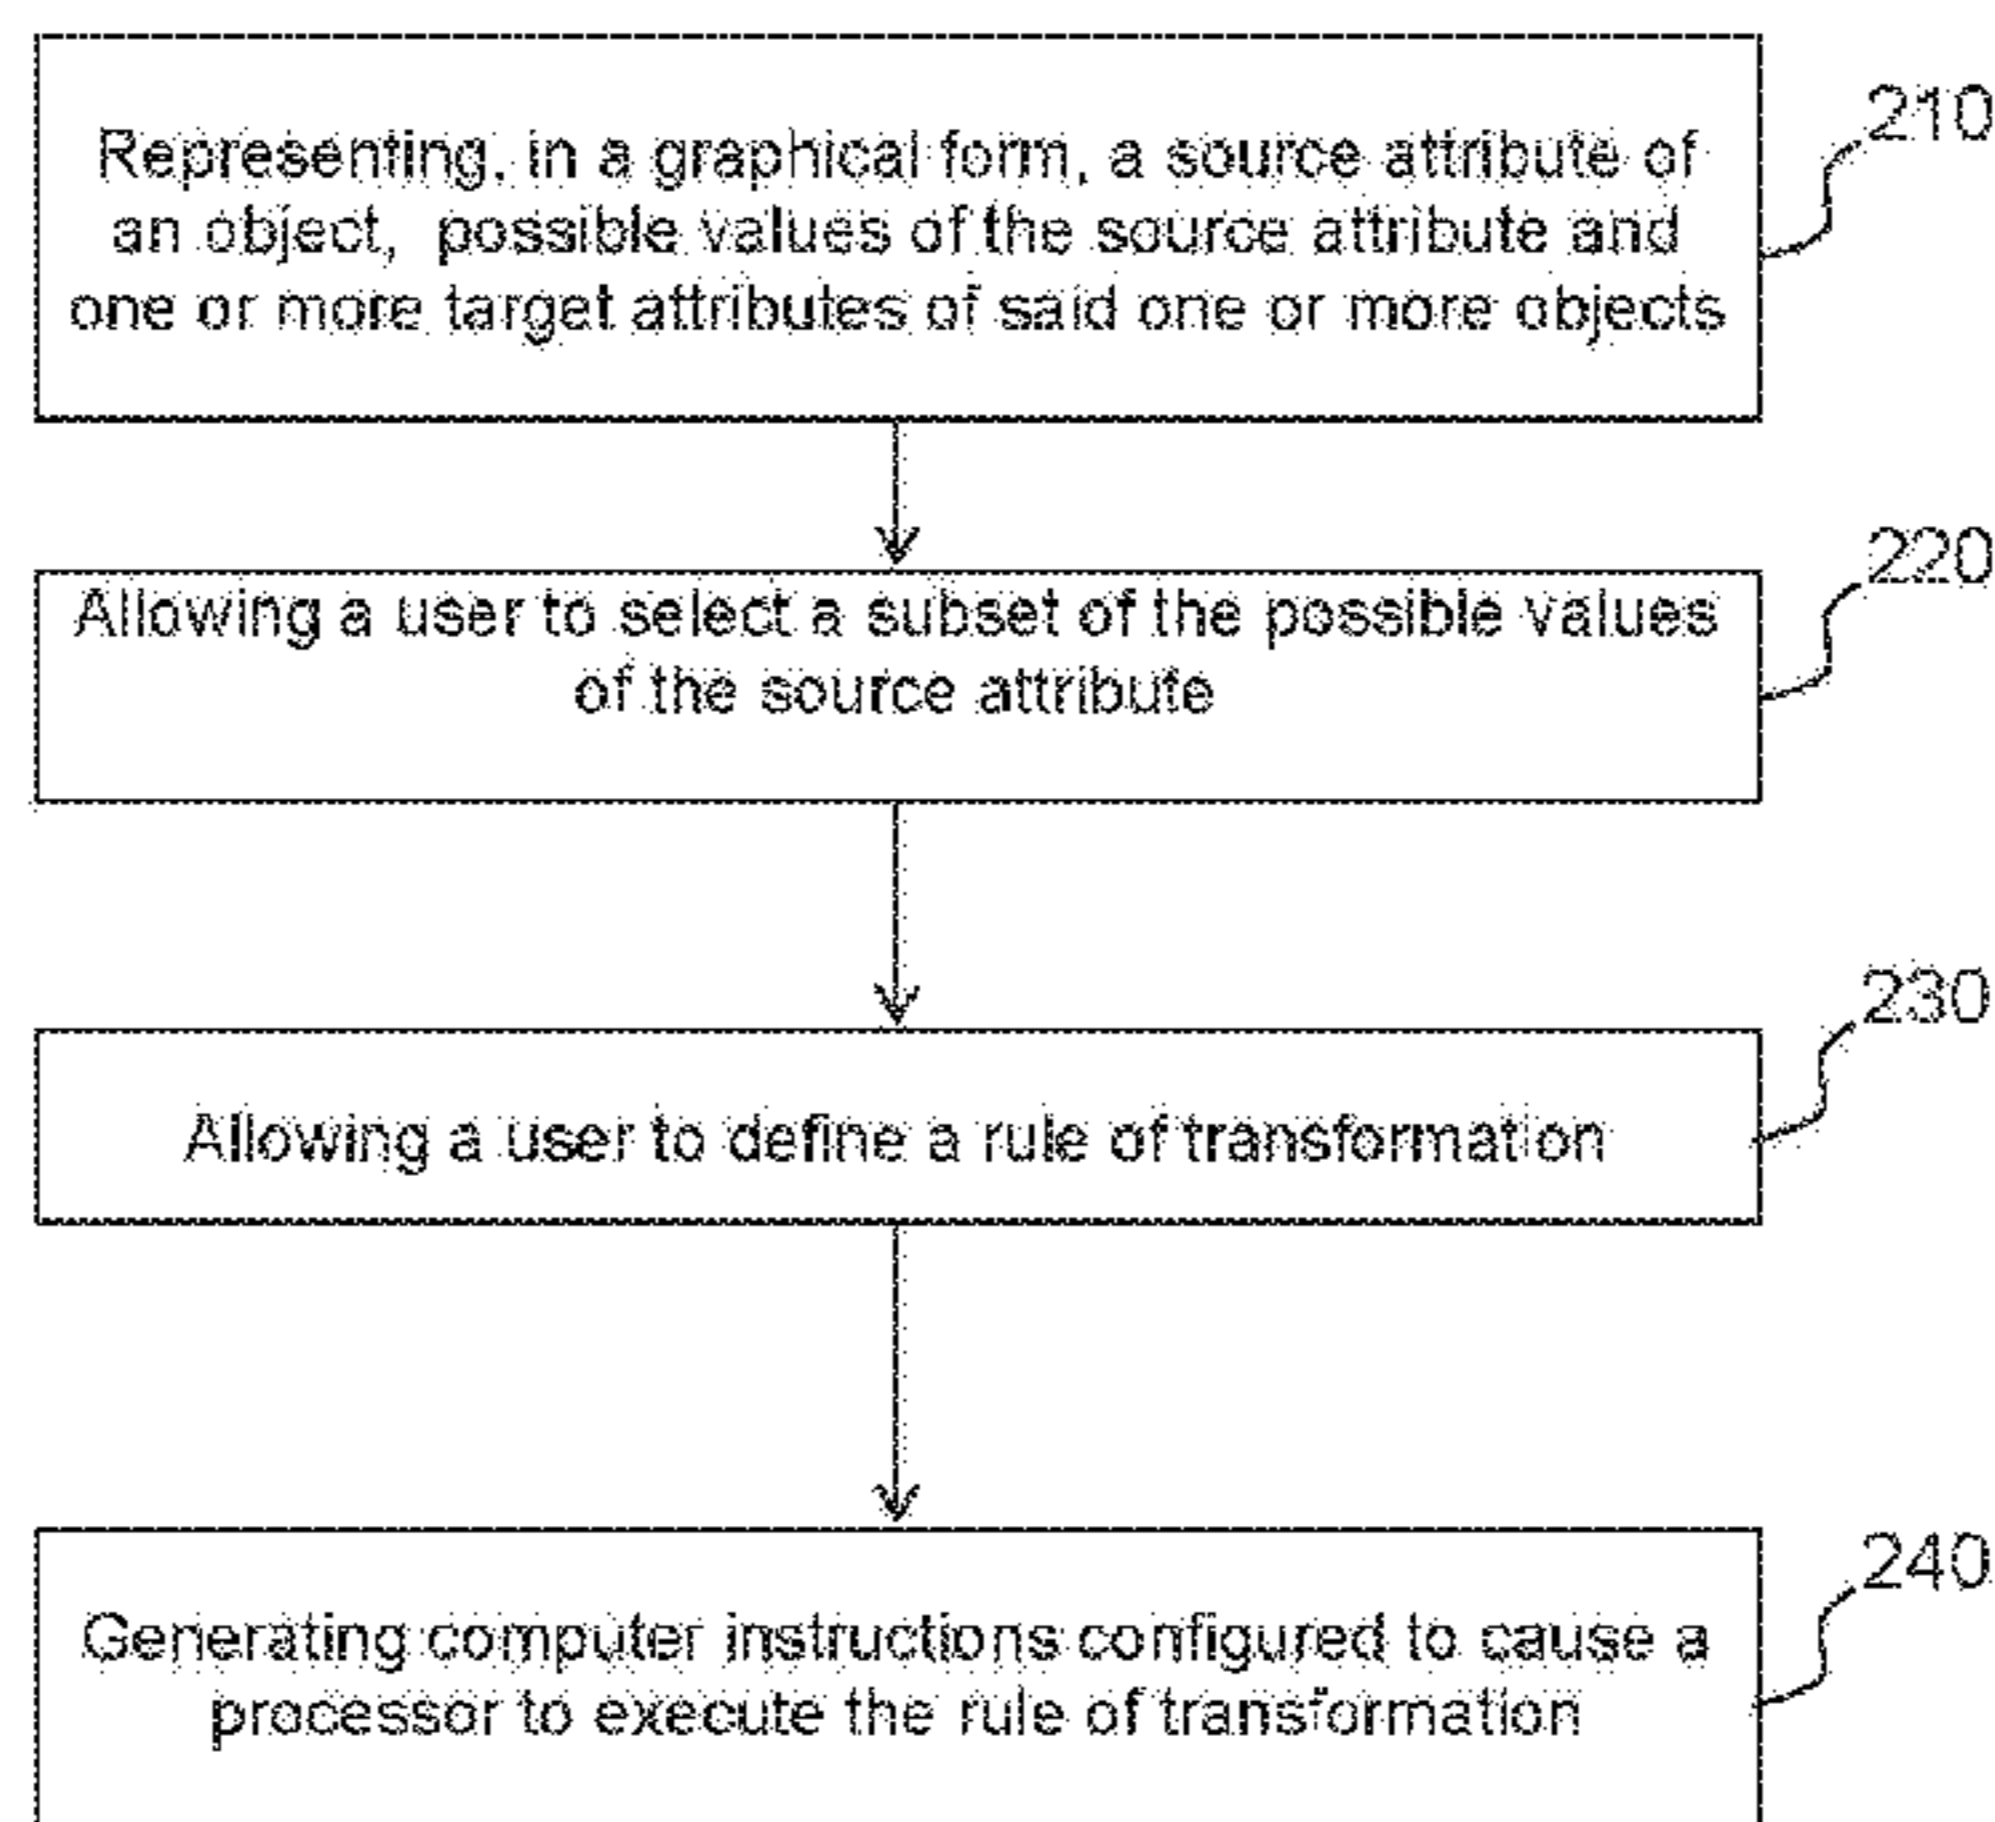 210
Representing, in a graphical form, a source attribute of
an object, possible values of the source attribute and
one or more target attributes of said one or more objects
220
Allowing a user to select a subset of the possible values
of the source attribute
230
Allowing a user to define a rule of transformation
240
Generating computer instructions configured to cause a
processor to execute the rule of transformation